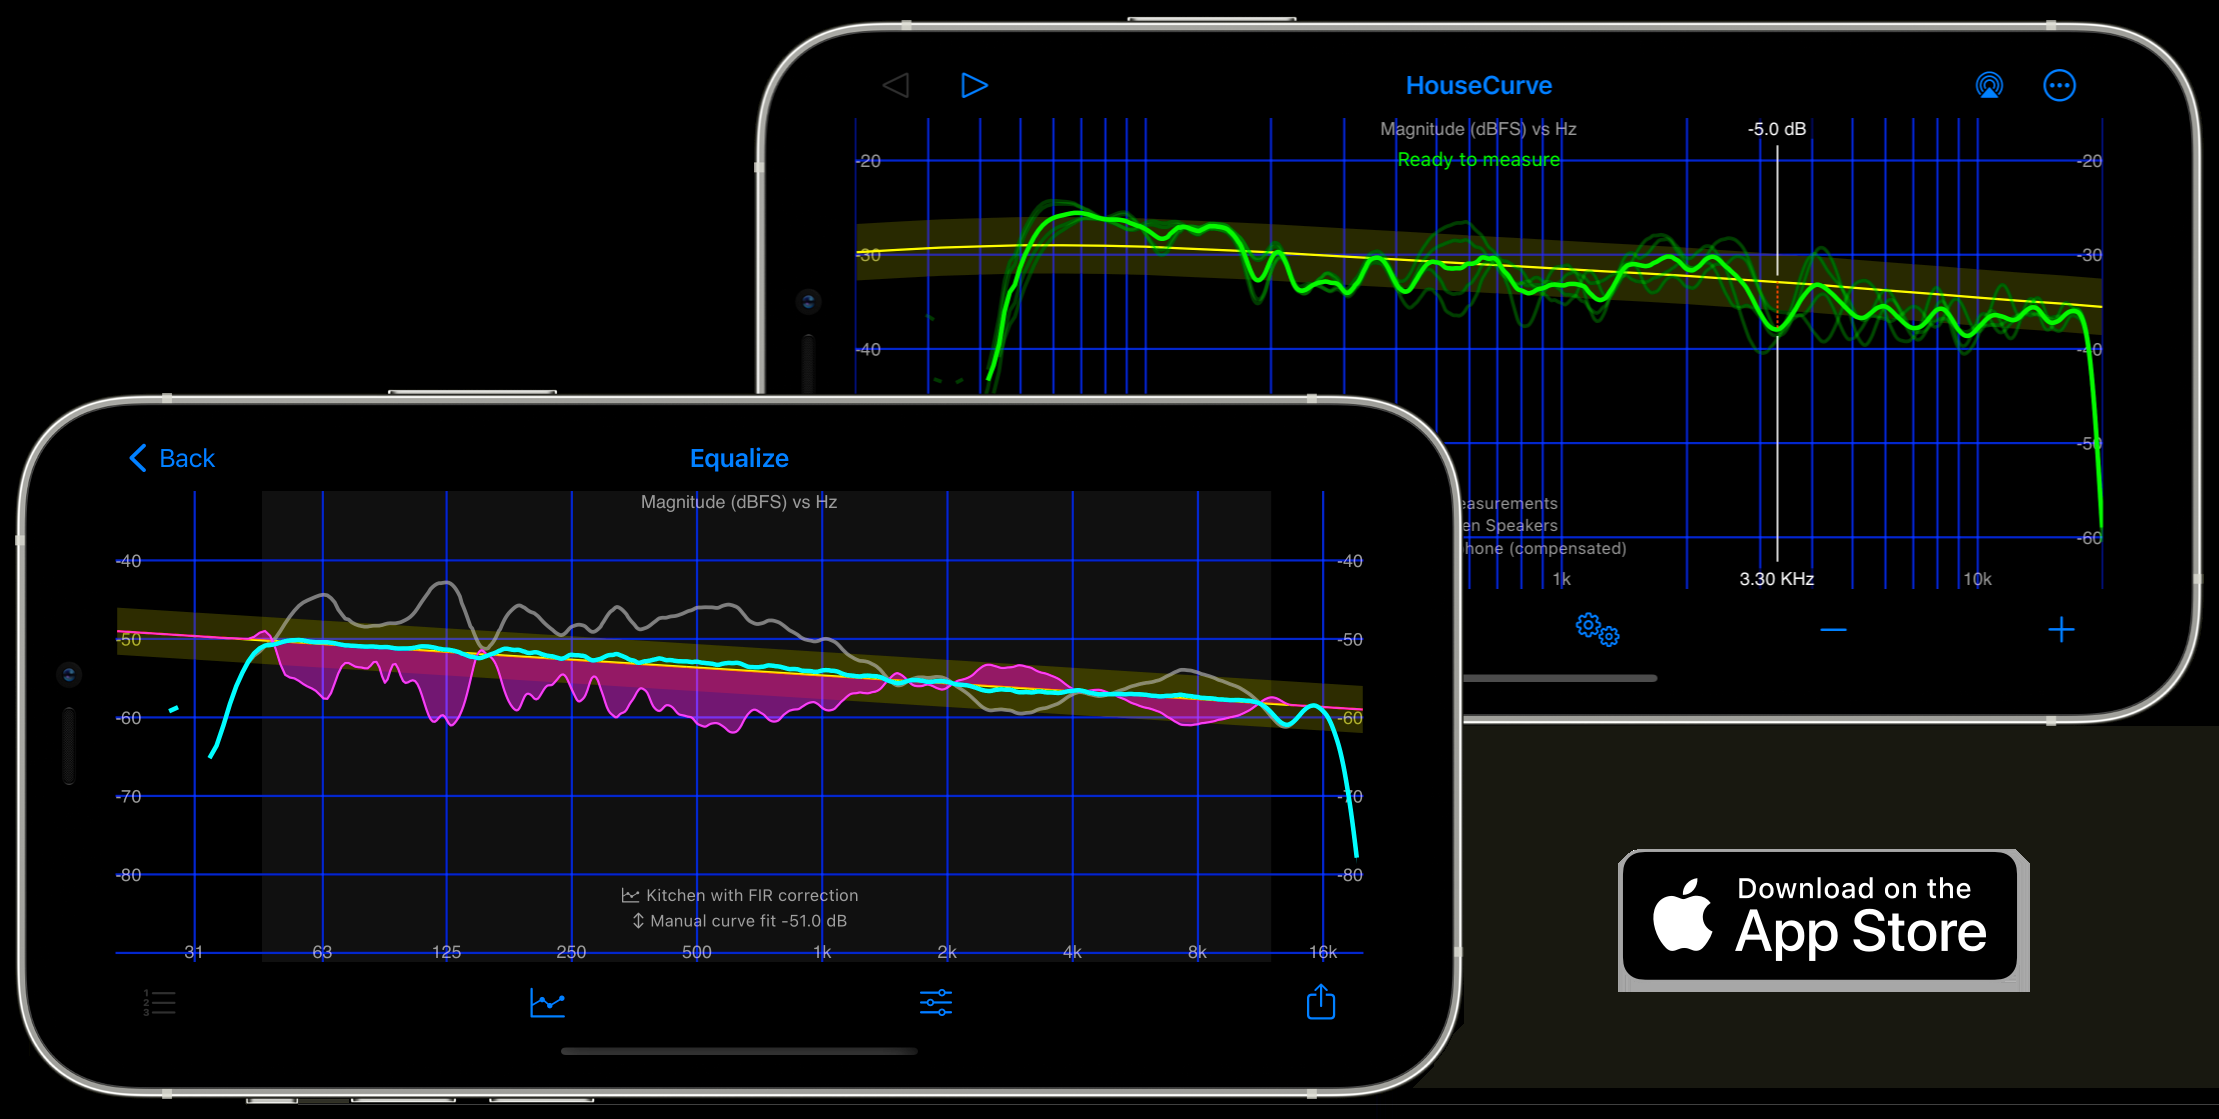 HouseCurve
Magnitude (dBFS) vs Hz
-5.0 dB
Ready to measure
-20
-20
-30
-30
-40
-40
-50
-60
easurements
en Speakers
hone (compensated)
1k
3.30 KHz
10k
Back
Equalize
Magnitude (dBFS) vs Hz
-40
-40
-50
-50
-60
-60
-70
-70
-80
-80
Kitchen with FIR correction
Manual curve fit -51.0 dB
31
63
125
250
500
1k
2k
4k
8k
16k
1
2
3
Download on the
App Store